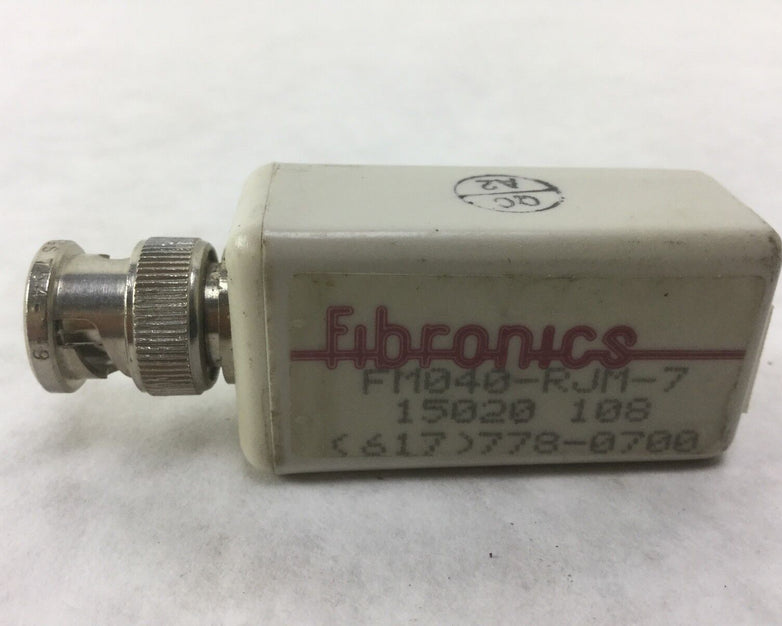 QC
A2
fibronics
FM040-RJM-7
15020 108
(617)778-0700